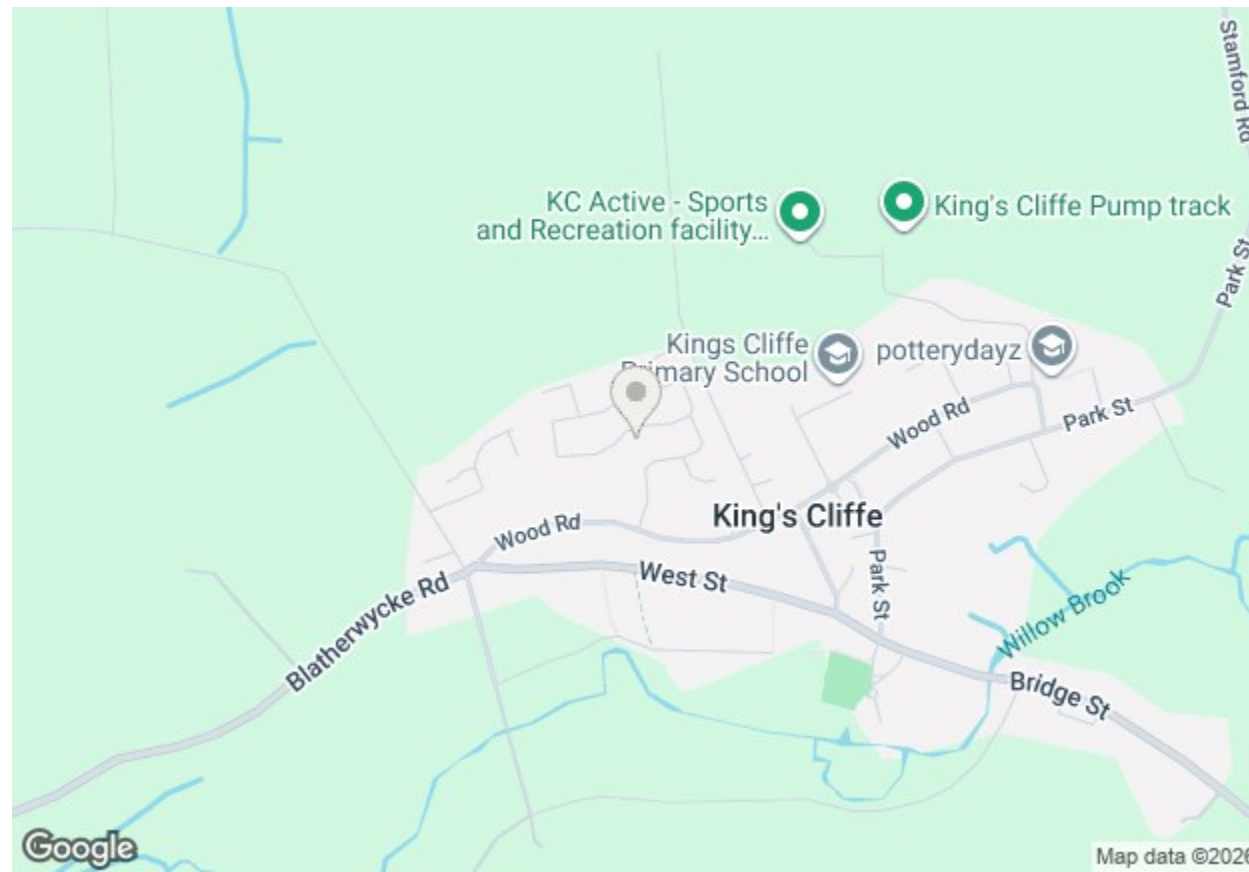 Stamford Rd
KC Active - Sports
and Recreation facility...
King's Cliffe Pump track
Park St
Kings Cliffe
Primary School
potterydayz
Wood Rd
Park St
King's Cliffe
Wood Rd
West St
Park St
Blatherwycke Rd
Willow Brook
Bridge St
Google
Map data ©2026